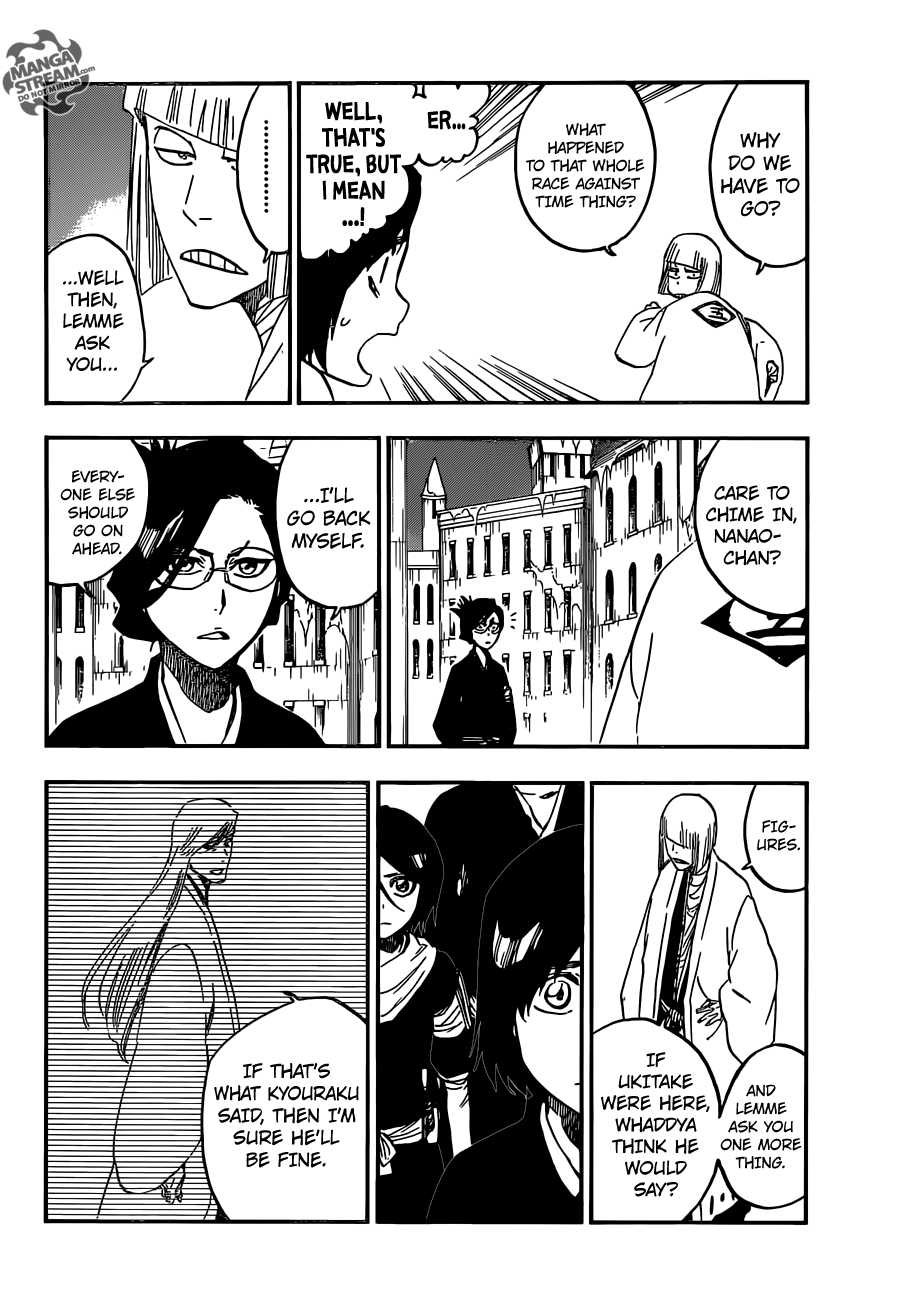 MANGA
STREAM.com
DO NOT MIRROR
WHY
DO WE
HAVE TO
GO?
WHAT
HAPPENED
TO THAT WHOLE
RACE AGAINST
TIME THING?
ER...
WELL,
THAT'S
TRUE, BUT
I MEAN
...!
..........
...WELL
THEN,
LEMME
ASK
YOU...
CARE TO
CHIME IN,
NANAO-
CHAN?
...I'LL
GO BACK
MYSELF.
EVERY-
ONE ELSE
SHOULD
GO ON
AHEAD.
FIG-
URES.
AND
LEMME
ASK YOU
ONE MORE
THING.
IF
UKITAKE
WERE HERE,
WHADDYA
THINK HE
WOULD
SAY?
IF THAT'S
WHAT KYOURAKU
SAID, THEN I'M
SURE HE'LL
BE FINE.